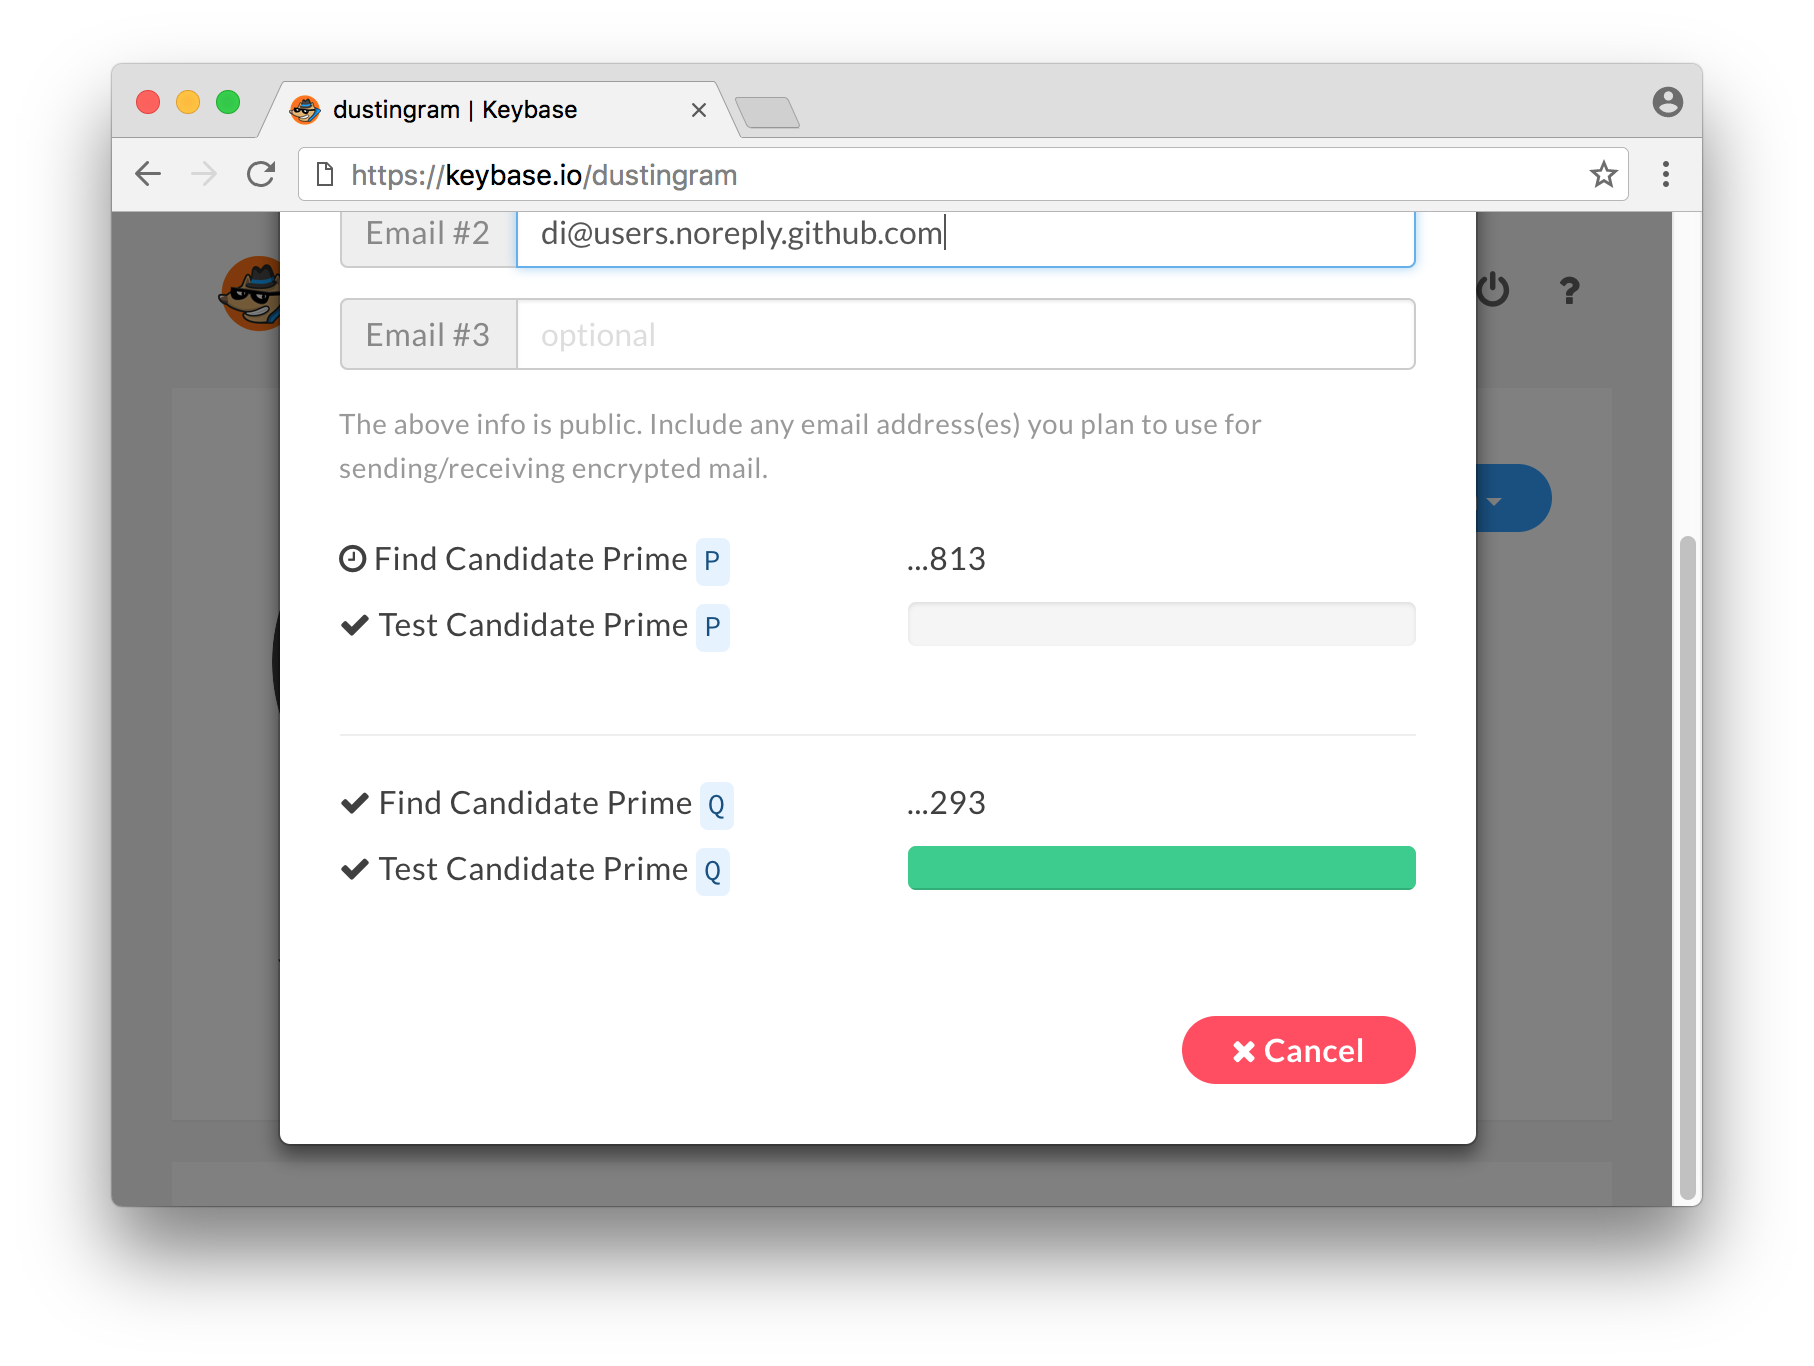 dustingram | Keybase
https://keybase.io/dustingram
Email #2 di@users.noreply.github.com
Email #3 optional
The above info is public. Include any email address(es) you plan to use for
sending/receiving encrypted mail.
Find Candidate Prime P ...813
Test Candidate Prime P
Find Candidate Prime Q ...293
Test Candidate Prime Q
Cancel